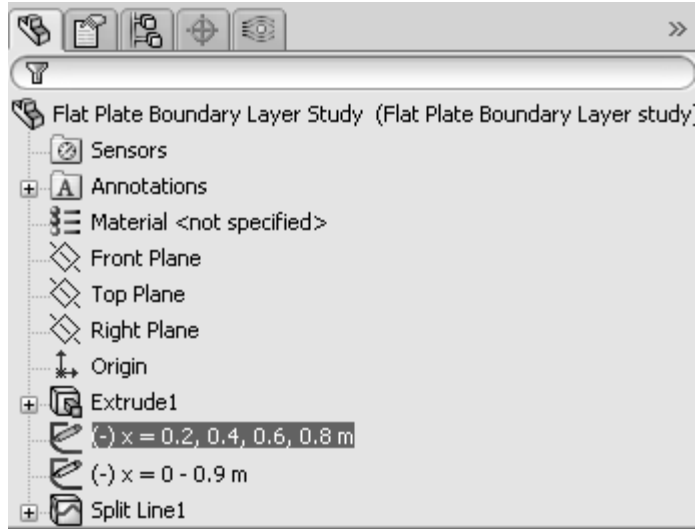 Flat Plate Boundary Layer Study (Flat Plate Boundary Layer study)
Sensors
A Annotations
Material <not specified>
Front Plane
Top Plane
Right Plane
Origin
Extrude1
(-) x = 0.2, 0.4, 0.6, 0.8 m
(-) x = 0 - 0.9 m
Split Line1